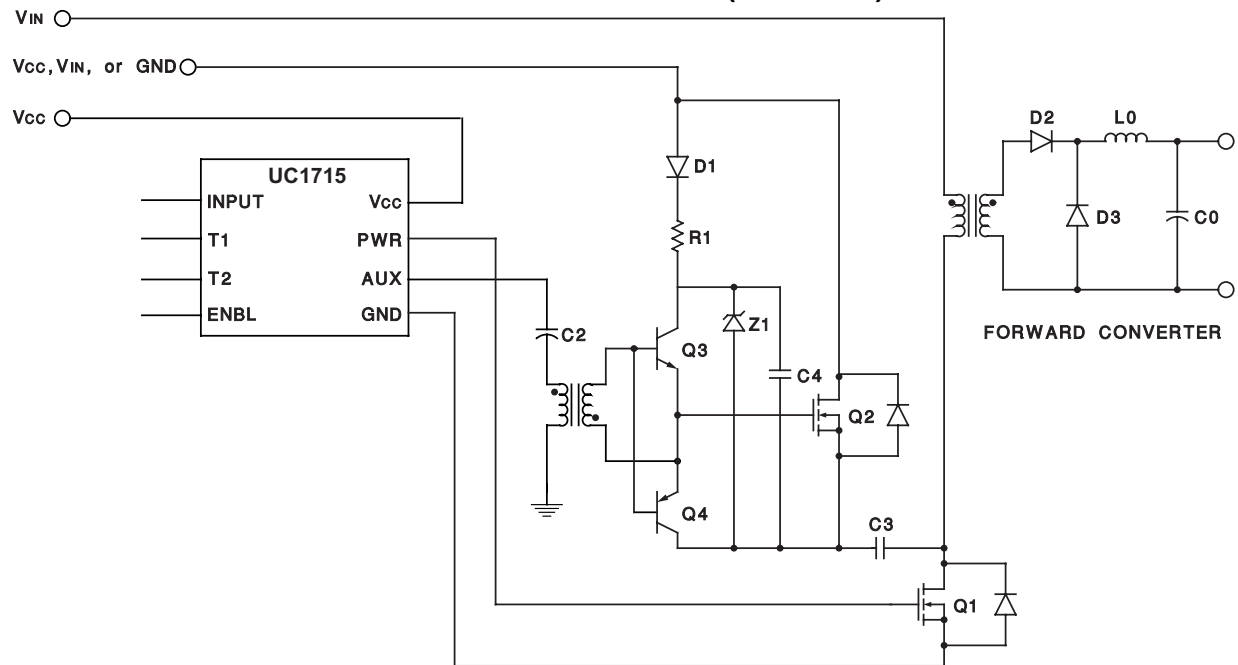 VIN
VCC, VIN, or GND
VCC
UC1715
INPUT
VCC
T1
PWR
T2
AUX
ENBL
GND
C2
D1
R1
Q3
Z1
C4
Q2
Q4
C3
Q1
D2
L0
D3
C0
FORWARD CONVERTER